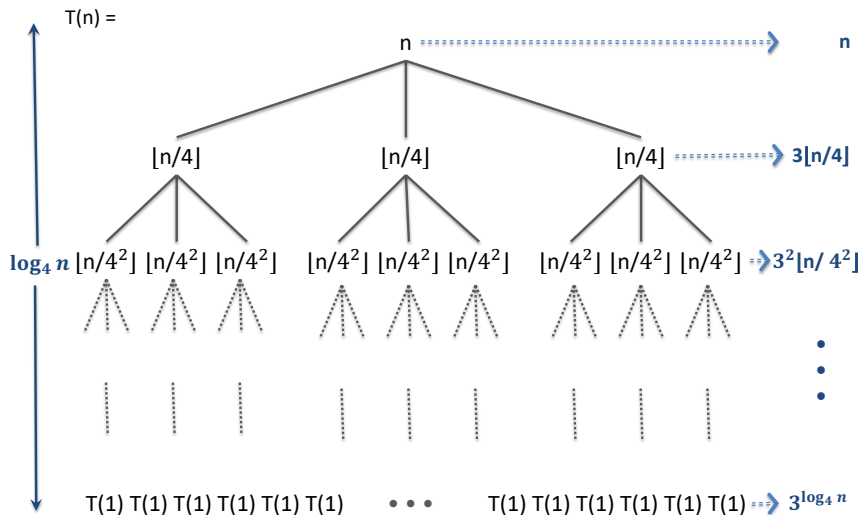 T(n) =
n n
⌊n/4⌋ ⌊n/4⌋ ⌊n/4⌋ 3⌊n/4⌋
log₄ n ⌊n/4²⌋ ⌊n/4²⌋ ⌊n/4²⌋ ⌊n/4²⌋ ⌊n/4²⌋ ⌊n/4²⌋ ⌊n/4²⌋ ⌊n/4²⌋ ⌊n/4²⌋ 3²⌊n/ 4²⌋
T(1) T(1) T(1) T(1) T(1) T(1) • • • T(1) T(1) T(1) T(1) T(1) T(1) 3^{log₄ n}